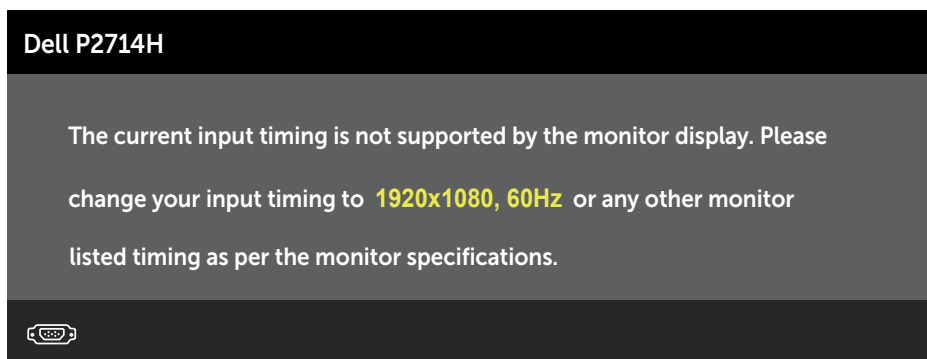 Dell P2714H
The current input timing is not supported by the monitor display. Please
change your input timing to 1920x1080, 60Hz or any other monitor
listed timing as per the monitor specifications.